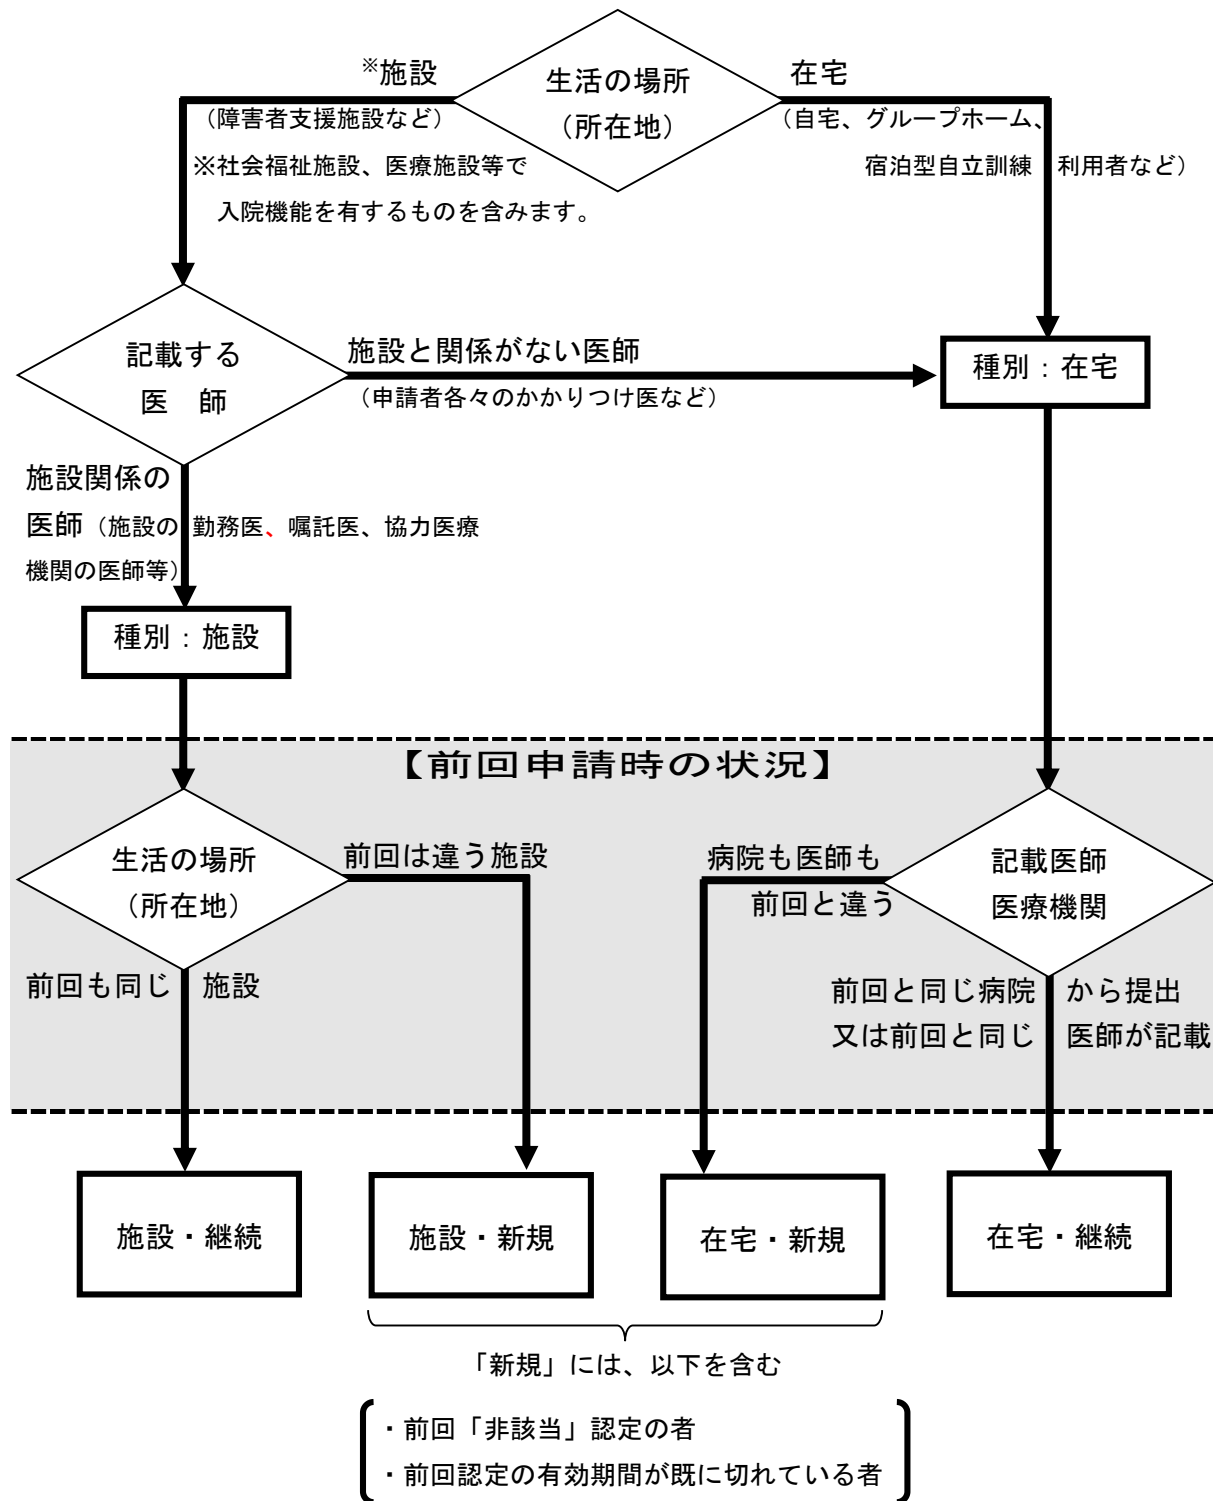 ※施設
生活の場所
（所在地）
在宅
（障害者支援施設など）
（自宅、グループホーム、
※社会福祉施設、医療施設等で
宿泊型自立訓練 利用者など）
入院機能を有するものを含みます。
記載する
医　師
施設と関係がない医師
（申請者各々のかかりつけ医など）
種別：在宅
施設関係の
医師（施設の 勤務医、嘱託医、協力医療
機関の医師等）
種別：施設
【前回申請時の状況】
生活の場所
（所在地）
前回は違う施設
前回も同じ 施設
病院も医師も
前回と違う
記載医師
医療機関
前回と同じ病院 から提出
又は前回と同じ 医師が記載
施設・継続
施設・新規
在宅・新規
在宅・継続
「新規」には、以下を含む
・前回「非該当」認定の者
・前回認定の有効期間が既に切れている者